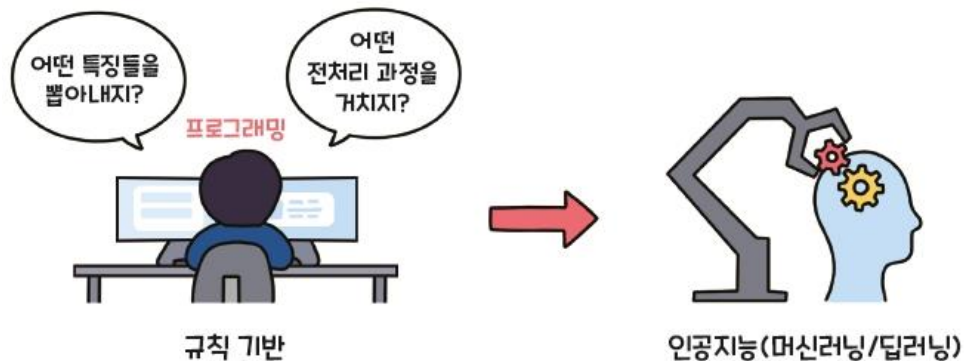 어떤 특징들을
뽑아내지?
어떤
전처리 과정을
거치지?
프로그래밍
규칙 기반
인공지능(머신러닝/딥러닝)